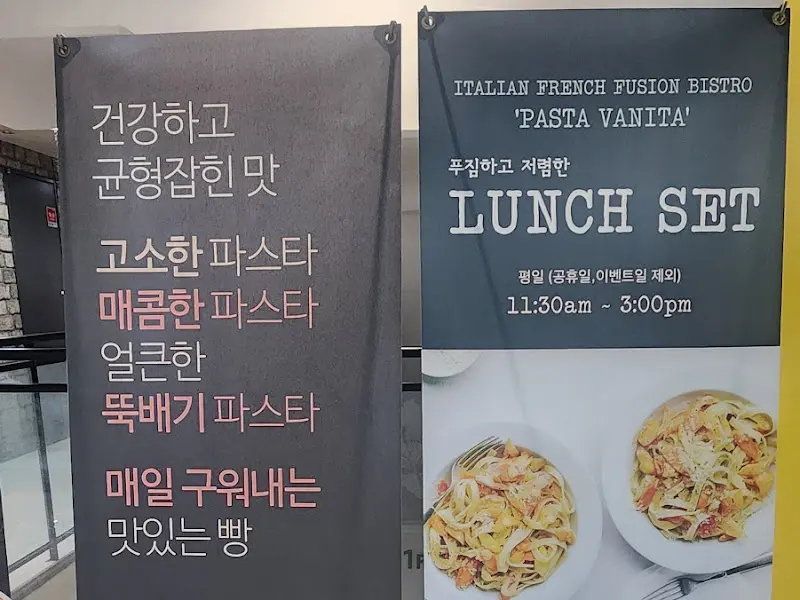 건강하고
균형잡힌 맛
고소한 파스타
매콤한 파스타
얼큰한
뚝배기 파스타
매일 구워내는
맛있는 빵
ITALIAN FRENCH FUSION BISTRO
'PASTA VANITA'
푸짐하고 저렴한
LUNCH SET
평일 (공휴일,이벤트일 제외)
11:30am ~ 3:00pm